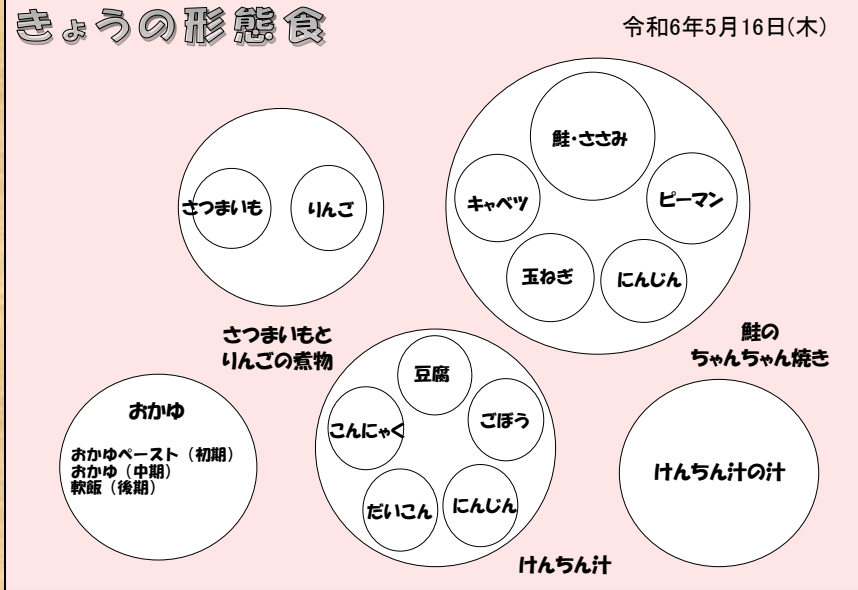 きょうの形態食
令和6年5月16日(木)
さつまいも
りんご
さつまいもと
りんごの煮物
鮭・ささみ
キャベツ
ピーマン
玉ねぎ
にんじん
鮭の
ちゃんちゃん焼き
おかゆ
おかゆペースト（初期）
おかゆ（中期）
軟飯（後期）
豆腐
こんにゃく
ごぼう
だいこん
にんじん
けんちん汁
けんちん汁の汁